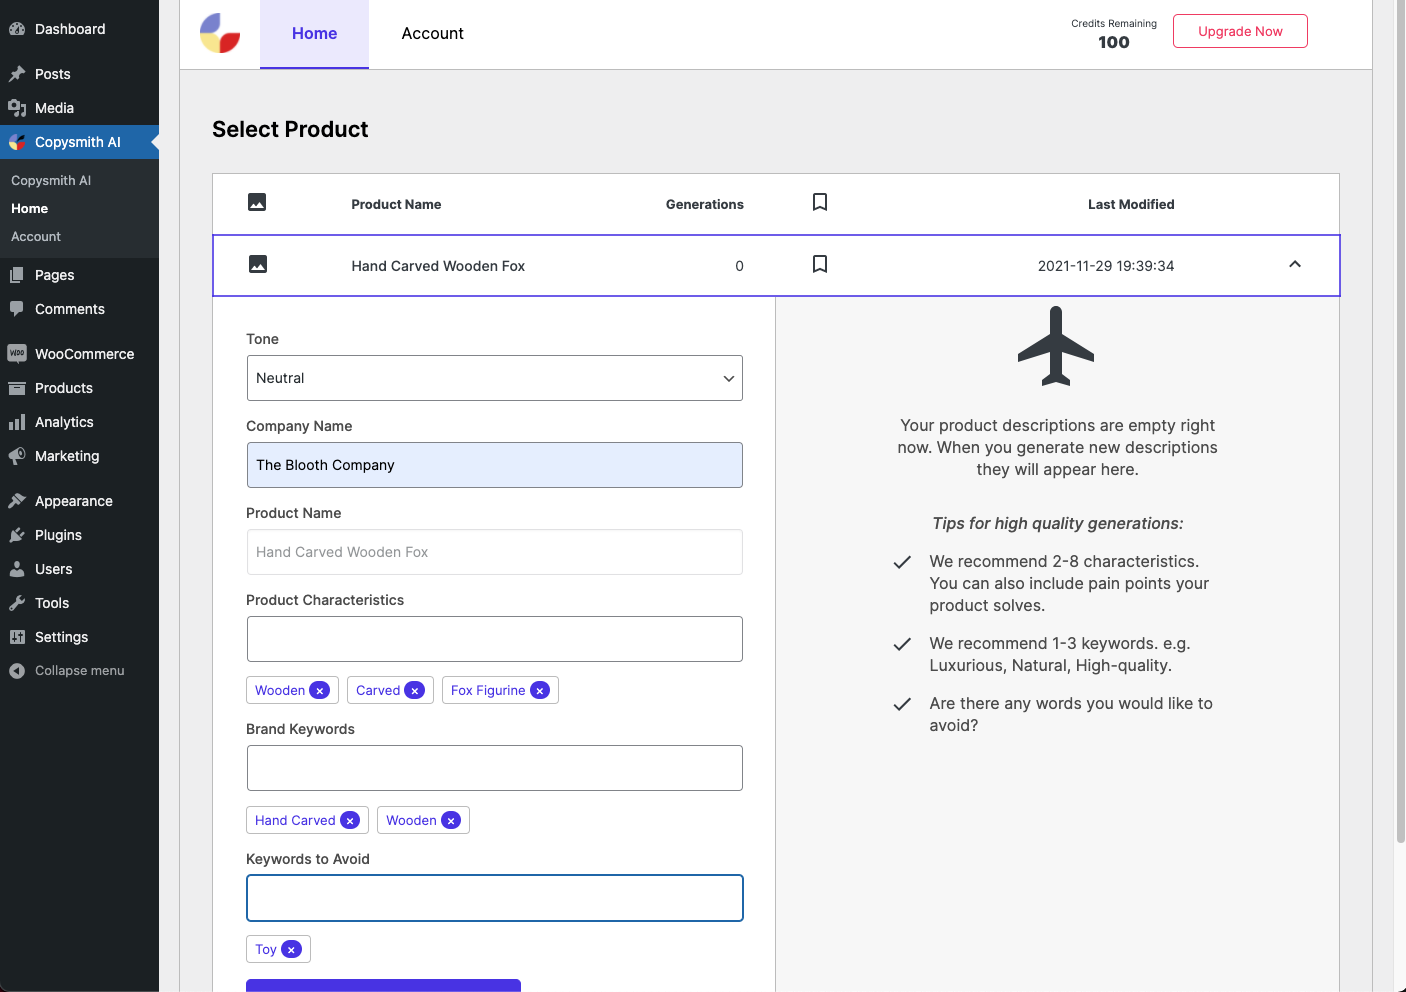 Dashboard
Posts
Media
Copysmith AI
Copysmith AI
Home
Account
Pages
Comments
WooCommerce
Products
Analytics
Marketing
Appearance
Plugins
Users
Tools
Settings
Collapse menu
Home
Account
Credits Remaining
100
Upgrade Now
Select Product
Product Name Generations Last Modified
Hand Carved Wooden Fox 0 2021-11-29 19:39:34
Tone
Neutral
Company Name
The Blooth Company
Product Name
Hand Carved Wooden Fox
Product Characteristics
Wooden × Carved × Fox Figurine ×
Brand Keywords
Hand Carved × Wooden ×
Keywords to Avoid
Toy ×
Your product descriptions are empty right
now. When you generate new descriptions
they will appear here.
Tips for high quality generations:
We recommend 2-8 characteristics.
You can also include pain points your
product solves.
We recommend 1-3 keywords. e.g.
Luxurious, Natural, High-quality.
Are there any words you would like to
avoid?